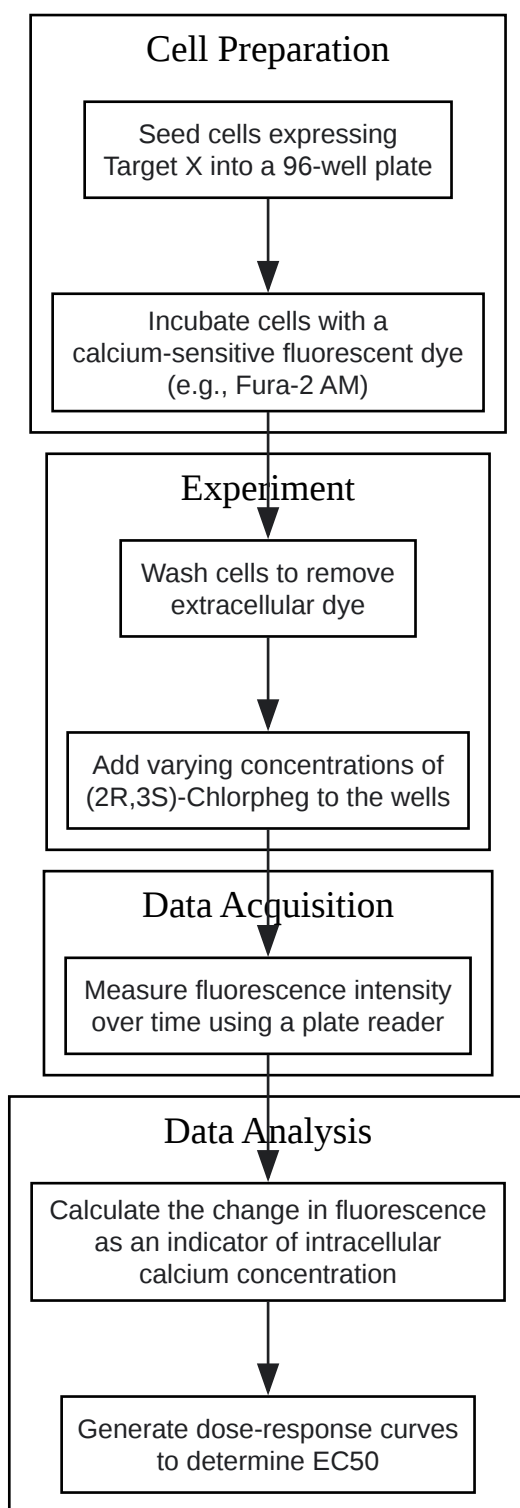 Cell Preparation
Seed cells expressing
Target X into a 96-well plate
Incubate cells with a
calcium-sensitive fluorescent dye
(e.g., Fura-2 AM)
Experiment
Wash cells to remove
extracellular dye
Add varying concentrations of
(2R,3S)-Chlorpheg to the wells
Data Acquisition
Measure fluorescence intensity
over time using a plate reader
Data Analysis
Calculate the change in fluorescence
as an indicator of intracellular
calcium concentration
Generate dose-response curves
to determine EC50